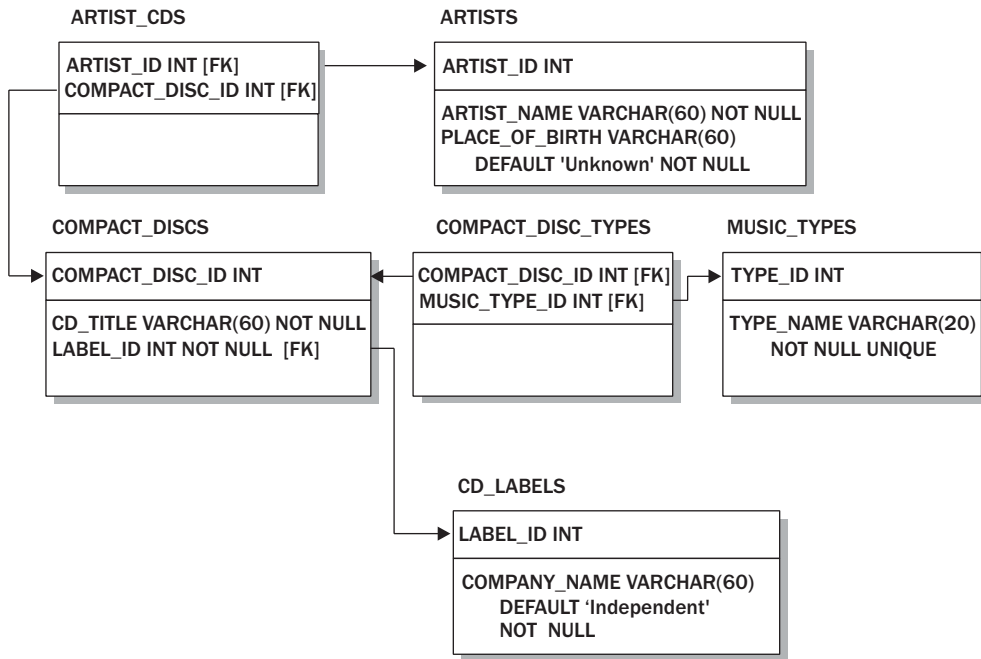 ARTIST_CDS
ARTIST_ID INT [FK]
COMPACT_DISC_ID INT [FK]
ARTISTS
ARTIST_ID INT
ARTIST_NAME VARCHAR(60) NOT NULL
PLACE_OF_BIRTH VARCHAR(60)
DEFAULT 'Unknown' NOT NULL
COMPACT_DISCS
COMPACT_DISC_ID INT
CD_TITLE VARCHAR(60) NOT NULL
LABEL_ID INT NOT NULL [FK]
COMPACT_DISC_TYPES
COMPACT_DISC_ID INT [FK]
MUSIC_TYPE_ID INT [FK]
MUSIC_TYPES
TYPE_ID INT
TYPE_NAME VARCHAR(20)
NOT NULL UNIQUE
CD_LABELS
LABEL_ID INT
COMPANY_NAME VARCHAR(60)
DEFAULT ‘Independent'
NOT NULL